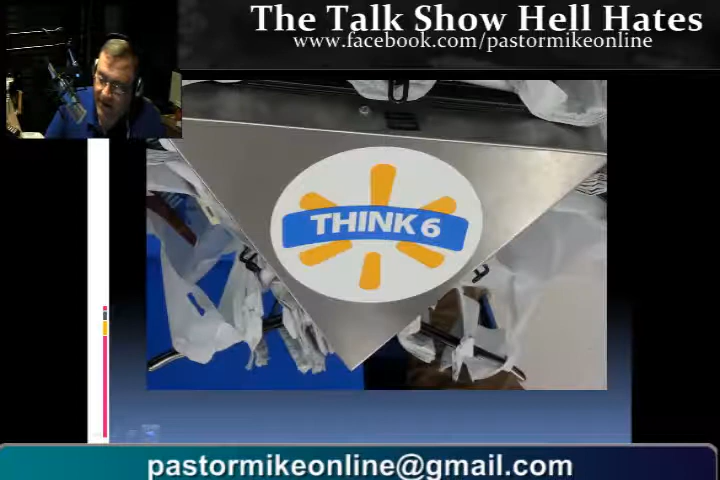 The Talk Show Hell Hates
www.facebook.com/pastormikeonline
THINK 6
pastormikeonline@gmail.com